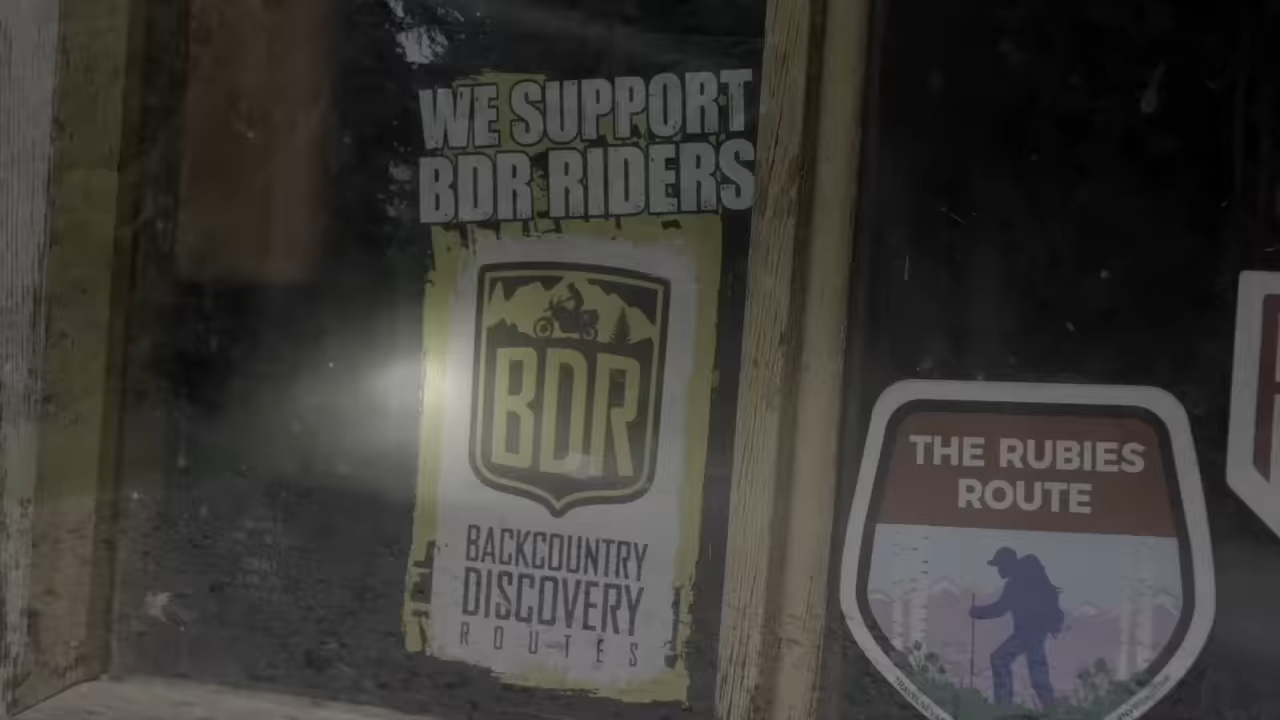 WE SUPPORT
BDR RIDERS
BDR
BACKCOUNTRY
DISCOVERY
ROUTES
THE RUBIES
ROUTE